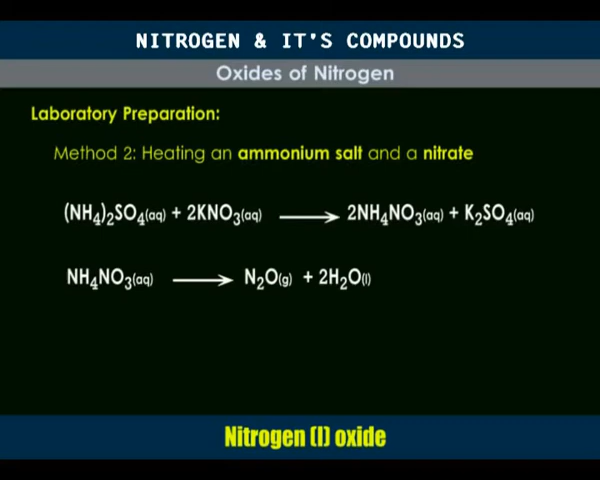 NITROGEN & IT'S COMPOUNDS
Oxides of Nitrogen
Laboratory Preparation:
Method 2: Heating an ammonium salt and a nitrate
(NH₄)₂SO₄(aq) + 2KNO₃(aq) ⟶ 2NH₄NO₃(aq) + K₂SO₄(aq)
NH₄NO₃(aq) ⟶ N₂O(g) + 2H₂O(l)
Nitrogen (I) oxide